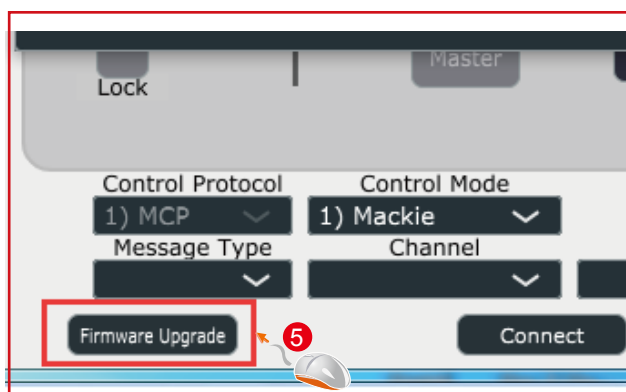 Master
Lock
Control Protocol Control Mode
1) MCP 1) Mackie
Message Type Channel
Firmware Upgrade 5 Connect